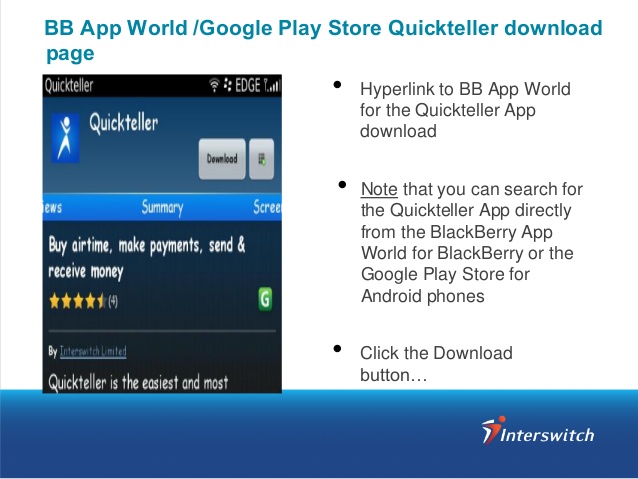 BB App World /Google Play Store Quickteller download
page
Quickteller EDGE
Quickteller
Download
iews Summary Screen
Buy airtime, make payments, send &
receive money
(4)
G
By Interswitch Limited
Quickteller is the easiest and most
• Hyperlink to BB App World
for the Quickteller App
download
• Note that you can search for
the Quickteller App directly
from the BlackBerry App
World for BlackBerry or the
Google Play Store for
Android phones
• Click the Download
button…
Interswitch